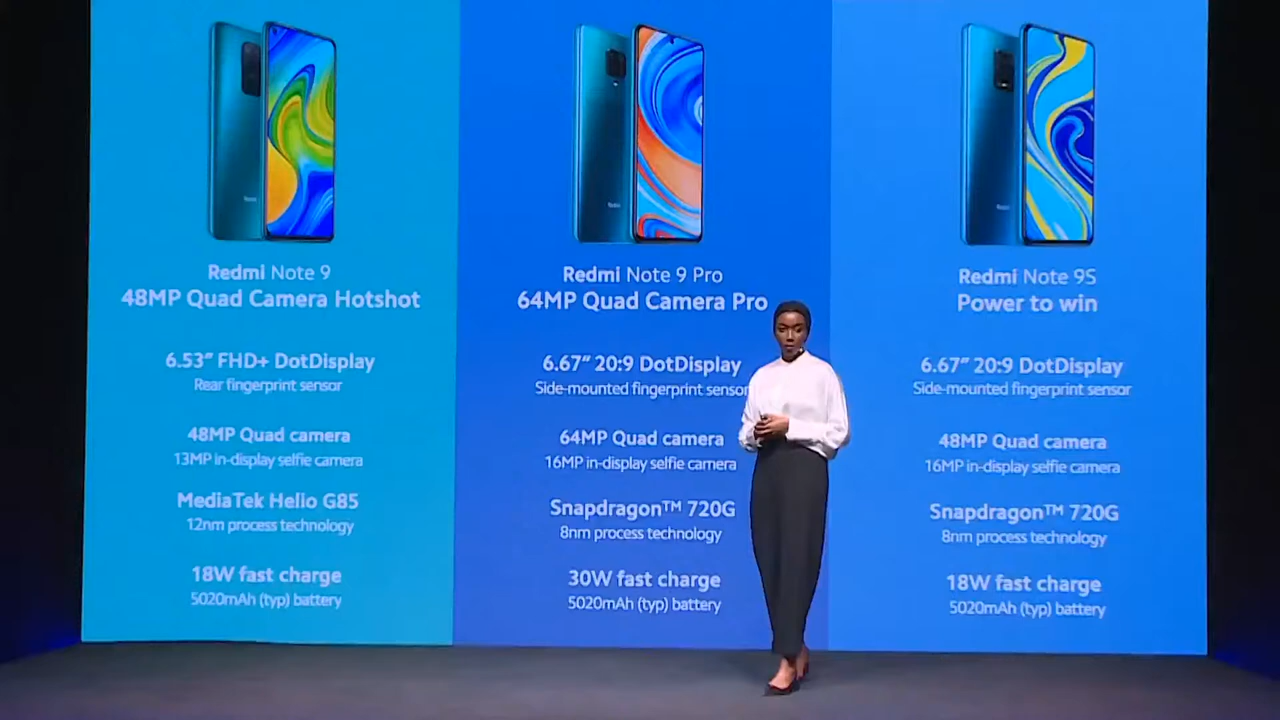 Redmi Note 9
48MP Quad Camera Hotshot
6.53″ FHD+ DotDisplay
Rear fingerprint sensor
48MP Quad camera
13MP in-display selfie camera
MediaTek Helio G85
12nm process technology
18W fast charge
5020mAh (typ) battery
Redmi Note 9 Pro
64MP Quad Camera Pro
6.67″ 20:9 DotDisplay
Side-mounted fingerprint sensor
64MP Quad camera
16MP in-display selfie camera
Snapdragon™ 720G
8nm process technology
30W fast charge
5020mAh (typ) battery
Redmi Note 9S
Power to win
6.67″ 20:9 DotDisplay
Side-mounted fingerprint sensor
48MP Quad camera
16MP in-display selfie camera
Snapdragon™ 720G
8nm process technology
18W fast charge
5020mAh (typ) battery